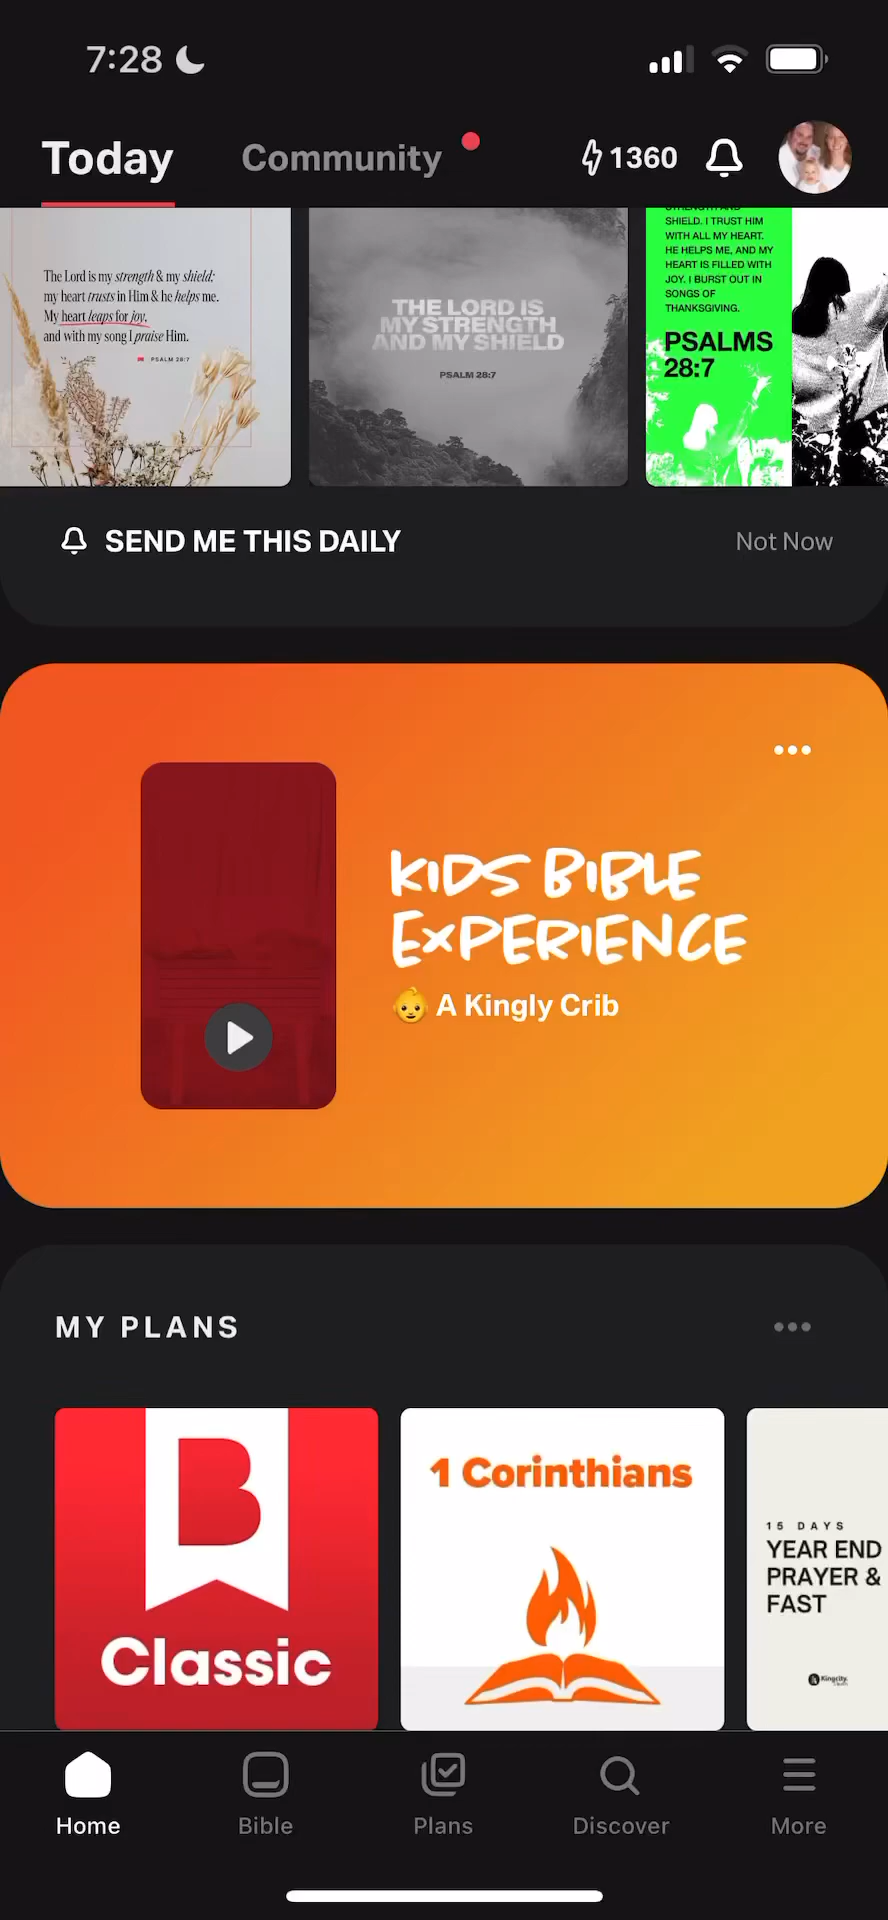 7:28
Today
Community
1360
The Lord is my strength & my shield;
my heart trusts in Him & he helps me.
My heart leaps for joy,
and with my song I praise Him.
PSALM 28:7
THE LORD IS
MY STRENGTH
AND MY SHIELD
PSALM 28:7
STRENGTH AND
SHIELD. I TRUST HIM
WITH ALL MY HEART.
HE HELPS ME, AND MY
HEART IS FILLED WITH
JOY. I BURST OUT IN
SONGS OF
THANKSGIVING.
PSALMS
28:7
SEND ME THIS DAILY
Not Now
KIDS BIBLE
EXPERIENCE
👶 A Kingly Crib
MY PLANS
B
Classic
1 Corinthians
15 DAYS
YEAR END
PRAYER &
FAST
Kingcity
Home
Bible
Plans
Discover
More